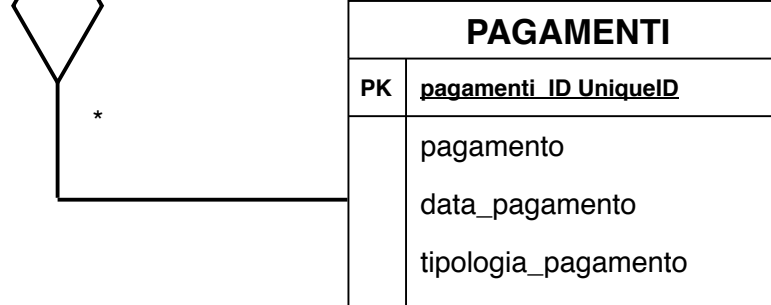 PAGAMENTI
PK pagamenti_ID UniqueID
*
pagamento
data_pagamento
tipologia_pagamento